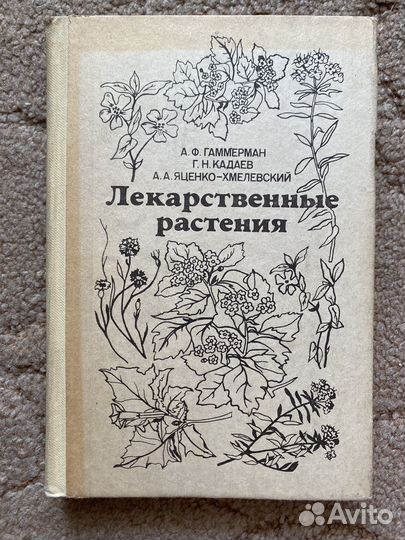 А. Ф. ГАММЕРМАН
Г. Н. КАДАЕВ
А. А. ЯЦЕНКО-ХМЕЛЕВСКИЙ
Лекарственные
растения
Avito